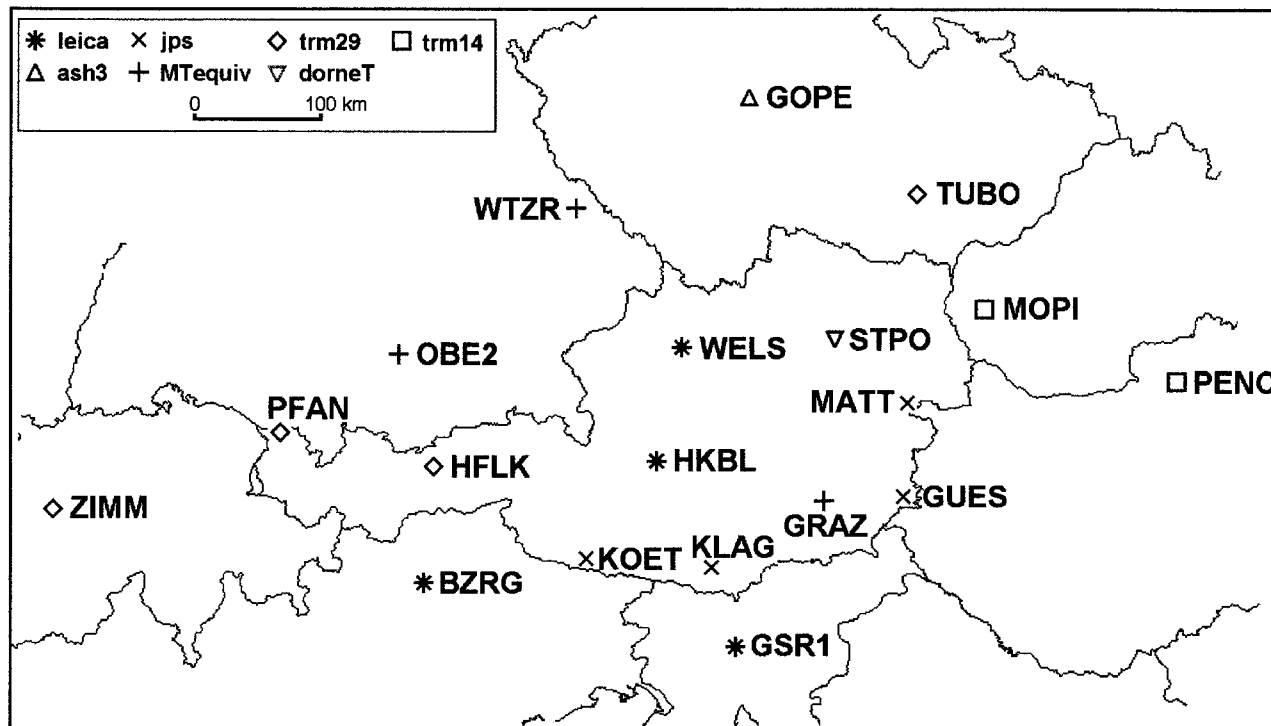 leica jps trm29 trm14
ash3 MTequiv dorneT
0 100 km
GOPE
TUBO
WTZR
MOPI
STPO
WELS
OBE2
PENC
MATT
PFAN
HKBL
HFLK
GUES
ZIMM
GRAZ
KLAG
KOET
BZRG
GSR1